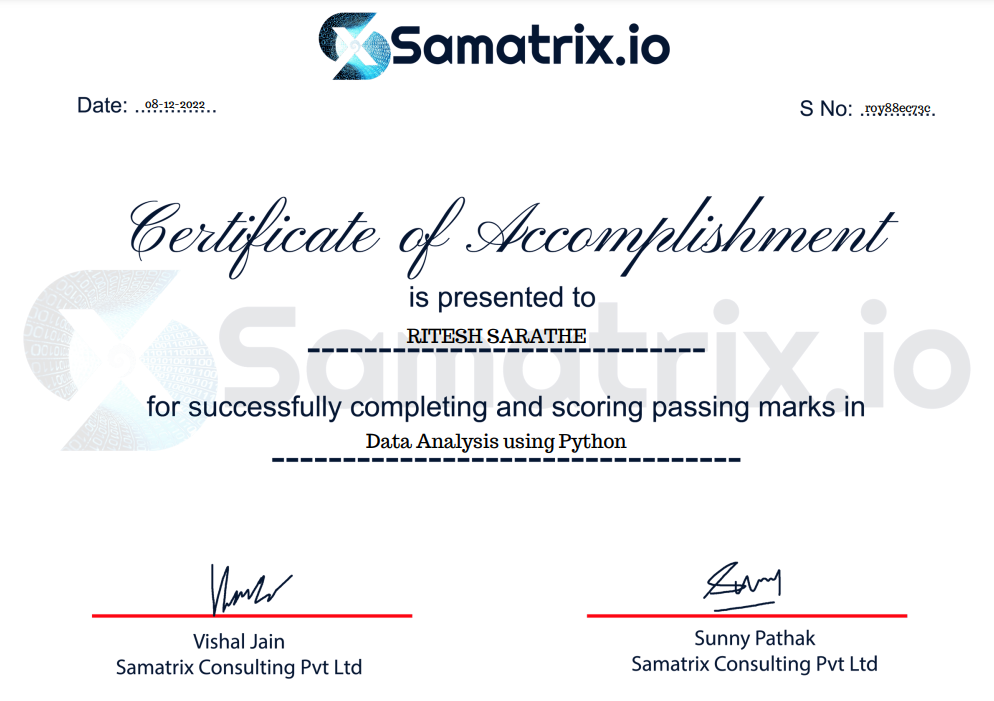 Samatrix.io
Date: ..08-12-2022..
S No: ..roy88ec73c..
Certificate of Accomplishment
is presented to
RITESH SARATHE
Samatrix.io
for successfully completing and scoring passing marks in
Data Analysis using Python
Vishal Jain
Sunny Pathak
Samatrix Consulting Pvt Ltd
Samatrix Consulting Pvt Ltd